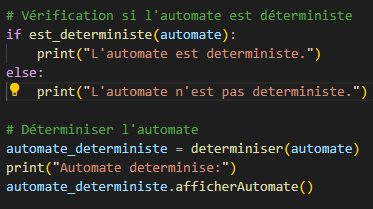 # Vérification si l'automate est déterministe
if est_deterministe(automate):
    print("L'automate est deterministe.")
else:
    print("L'automate n'est pas deterministe.")
# Déterminiser l'automate
automate_deterministe = determiniser(automate)
print("Automate determinise:")
automate_deterministe.afficherAutomate()